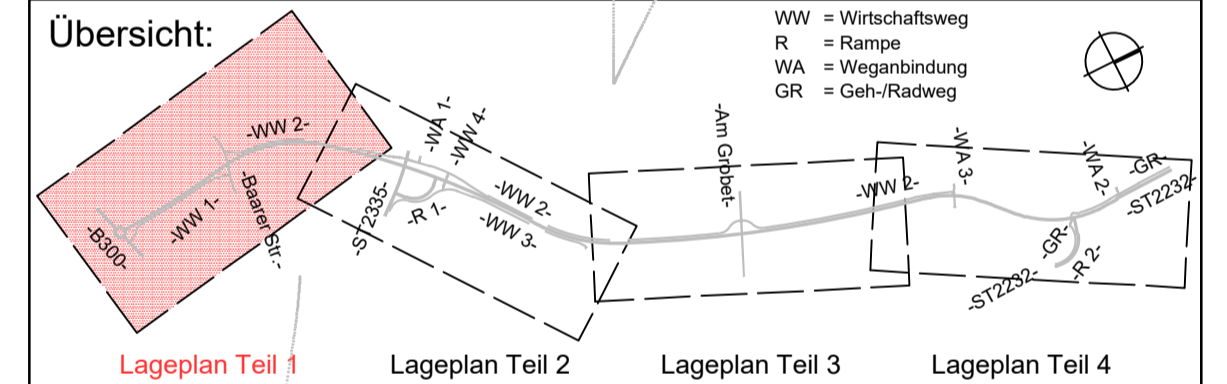 Übersicht:
WW = Wirtschaftsweg
R = Rampe
WA = Weganbindung
GR = Geh-/Radweg
-B300-
-WW 1-
-WW 2-
-Baarer Str.-
-ST2335-
-WA 1-
-WW 4-
-R 1-
-WW 2-
-WW 3-
-Am Grobet-
-WW 2-
-WA 3-
-WA 2-
-GR-
-ST2232-
-GR-
-R 2-
-ST2232-
Lageplan Teil 1
Lageplan Teil 2
Lageplan Teil 3
Lageplan Teil 4